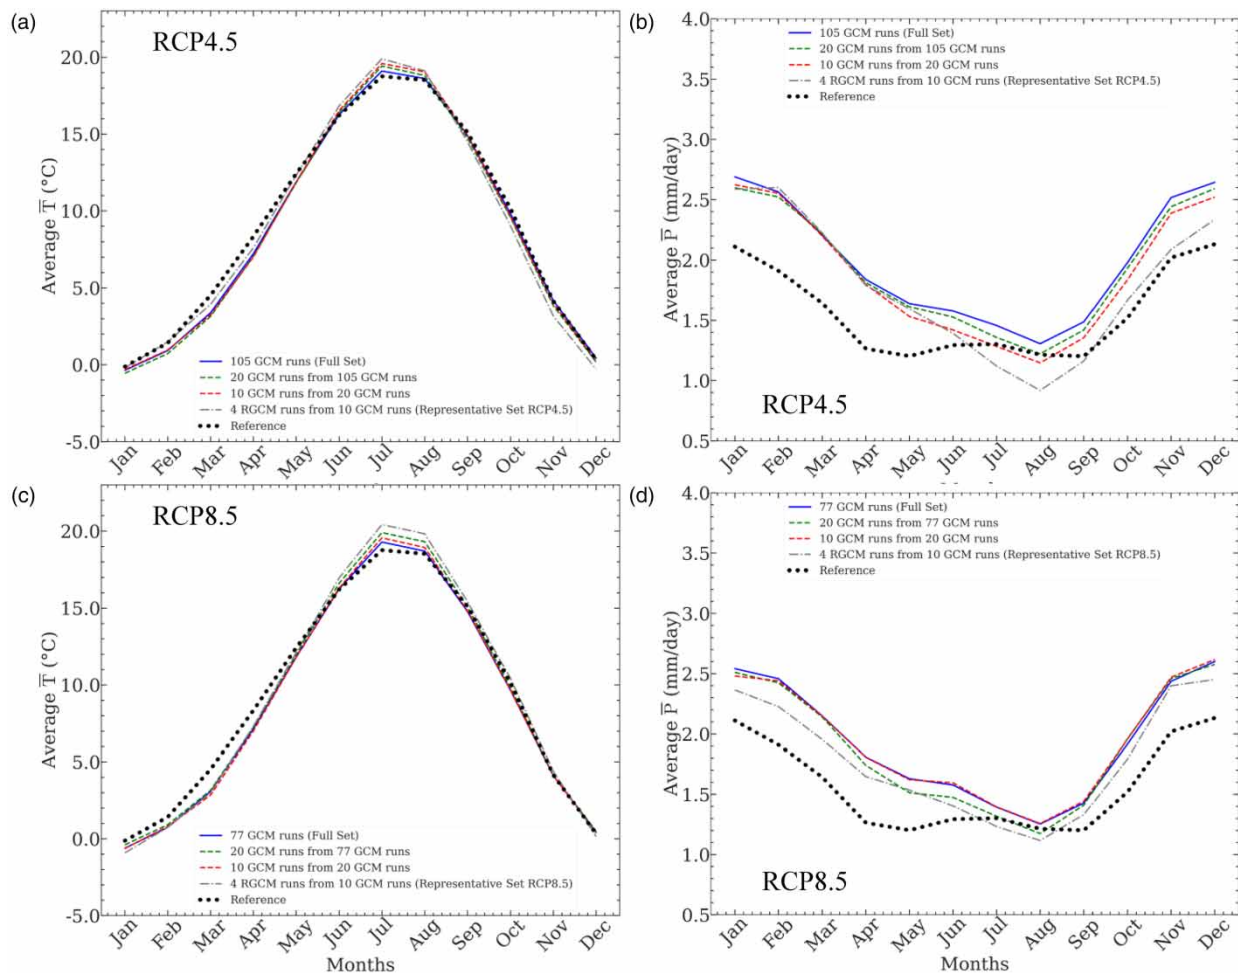 (a)
RCP4.5
20.0
15.0
10.0
5.0
0.0
-5.0
Average T̅ (°C)
105 GCM runs (Full Set)
20 GCM runs from 105 GCM runs
10 GCM runs from 20 GCM runs
4 RGCM runs from 10 GCM runs (Representative Set RCP4.5)
Reference
Jan Feb Mar Apr May Jun Jul Aug Sep Oct Nov Dec
(b)
105 GCM runs (Full Set)
20 GCM runs from 105 GCM runs
10 GCM runs from 20 GCM runs
4 RGCM runs from 10 GCM runs (Representative Set RCP4.5)
Reference
4.0
3.5
3.0
2.5
2.0
1.5
1.0
0.5
Average P̅ (mm/day)
RCP4.5
Jan Feb Mar Apr May Jun Jul Aug Sep Oct Nov Dec
(c)
RCP8.5
20.0
15.0
10.0
5.0
0.0
-5.0
Average T̅ (°C)
77 GCM runs (Full Set)
20 GCM runs from 77 GCM runs
10 GCM runs from 20 GCM runs
4 RGCM runs from 10 GCM runs (Representative Set RCP8.5)
Reference
Jan Feb Mar Apr May Jun Jul Aug Sep Oct Nov Dec
Months
(d)
77 GCM runs (Full Set)
20 GCM runs from 77 GCM runs
10 GCM runs from 20 GCM runs
4 RGCM runs from 10 GCM runs (Representative Set RCP8.5)
Reference
4.0
3.5
3.0
2.5
2.0
1.5
1.0
0.5
Average P̅ (mm/day)
RCP8.5
Jan Feb Mar Apr May Jun Jul Aug Sep Oct Nov Dec
Months